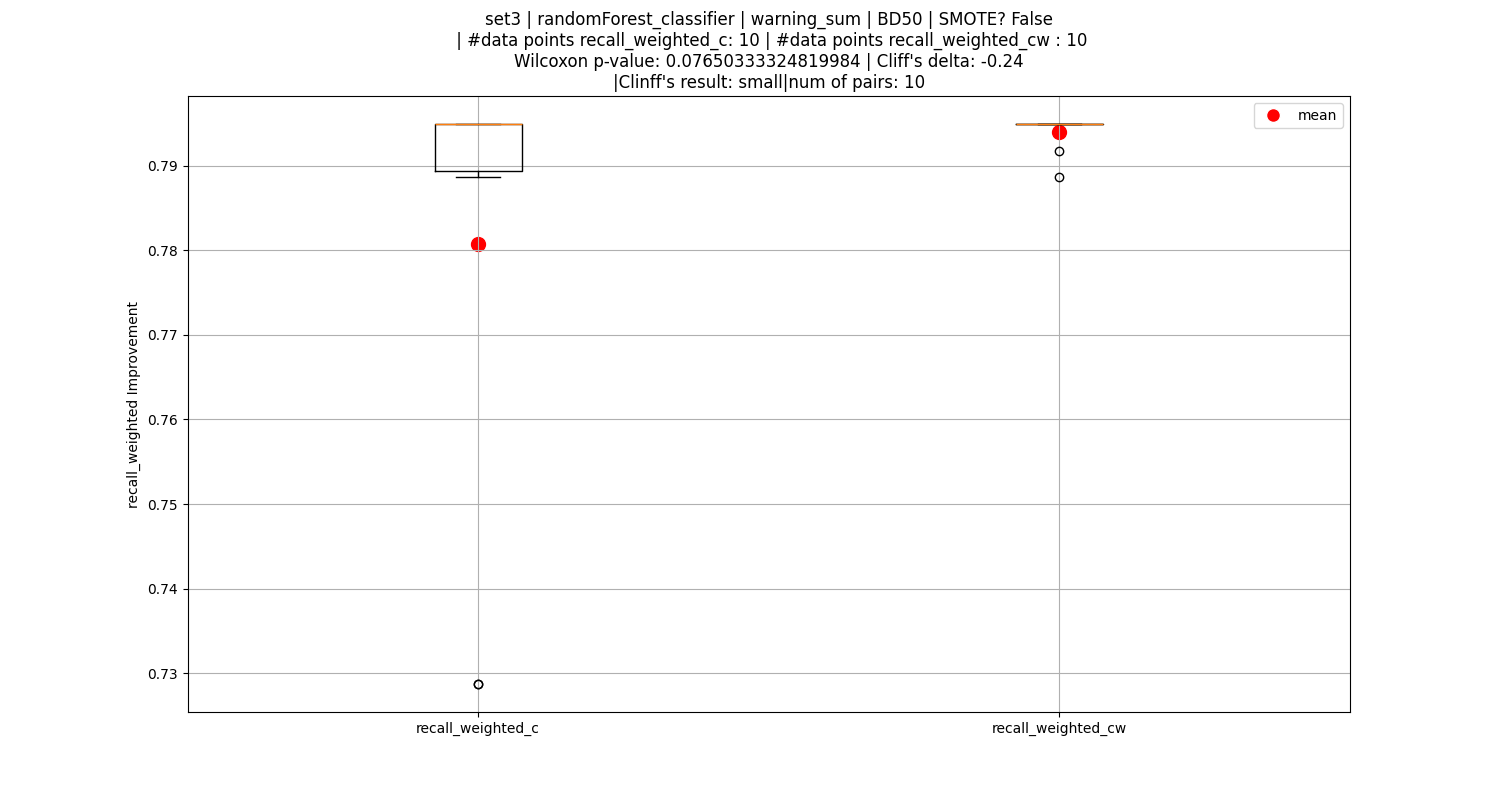 set3 | randomForest_classifier | warning_sum | BD50 | SMOTE? False
| #data points recall_weighted_c: 10 | #data points recall_weighted_cw : 10
Wilcoxon p-value: 0.07650333324819984 | Cliff's delta: -0.24
|Clinff's result: small|num of pairs: 10
mean
recall_weighted Improvement
0.79
0.78
0.77
0.76
0.75
0.74
0.73
recall_weighted_c
recall_weighted_cw